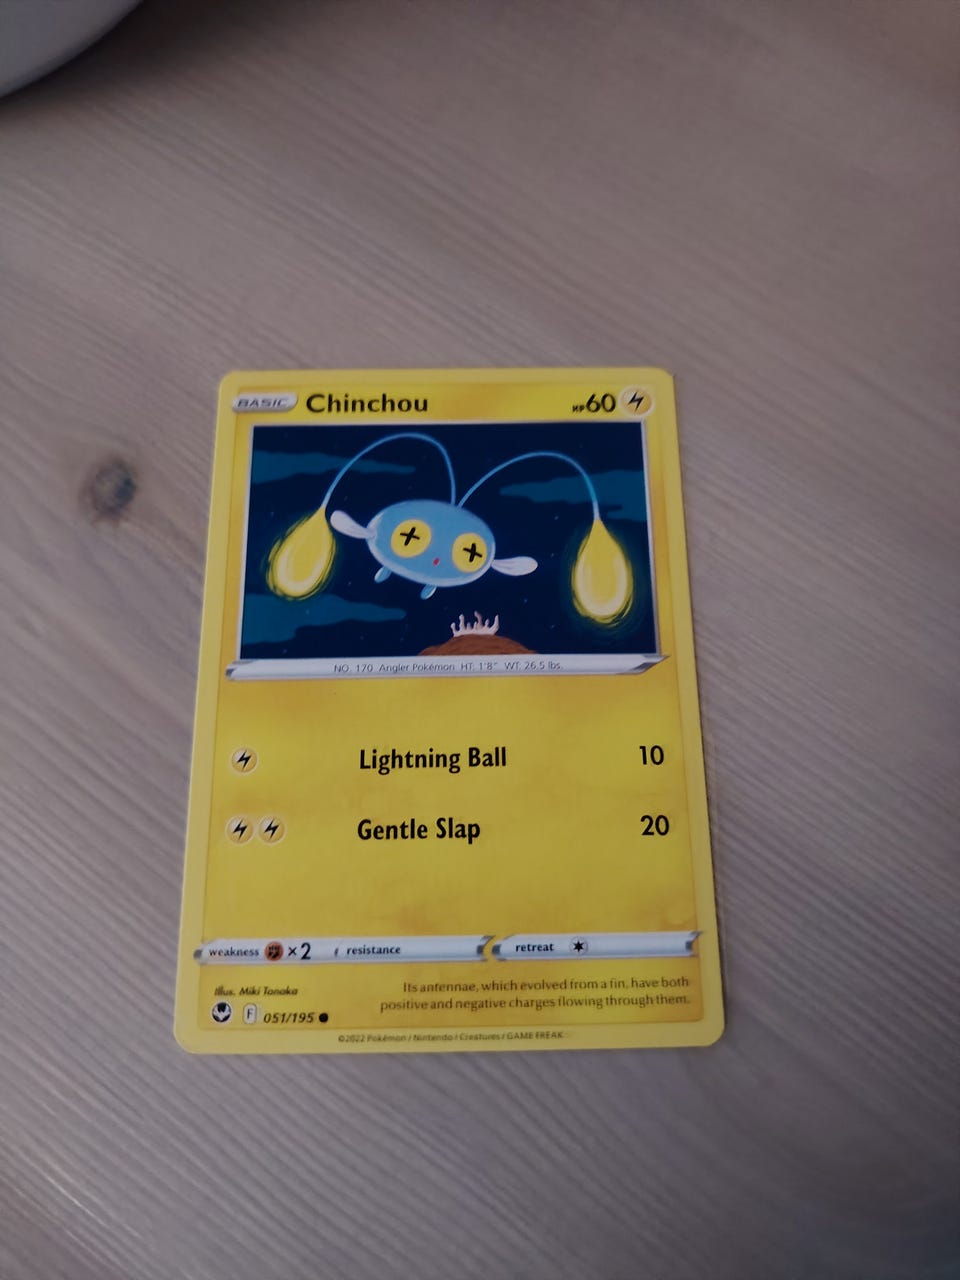 BASIC Chinchou HP60
NO. 170 Angler Pokémon HT: 1'8" WT: 26.5 lbs.
Lightning Ball 10
Gentle Slap 20
weakness ×2 resistance retreat
Illus. Miki Tanaka
Its antennae, which evolved from a fin, have both
positive and negative charges flowing through them.
F 051/195
©2022 Pokémon / Nintendo / Creatures / GAME FREAK